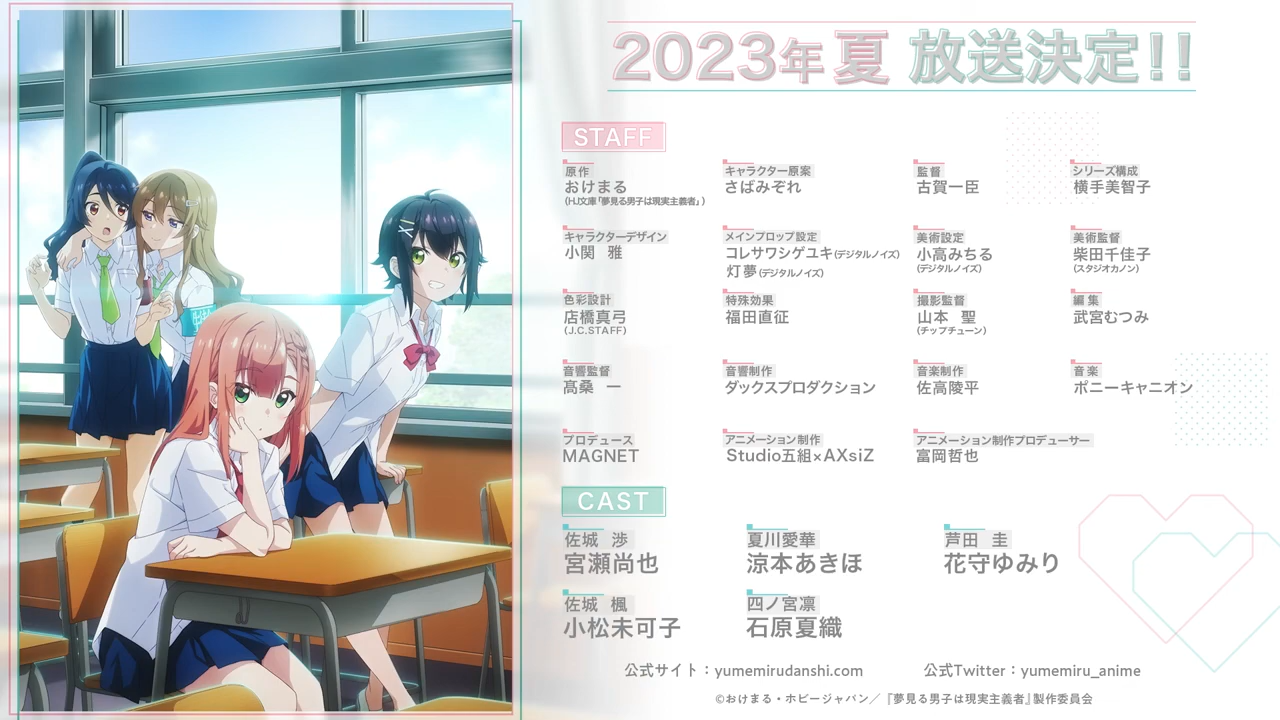 2023年 夏 放送決定!!
STAFF
原作
おけまる
(HJ文庫「夢見る男子は現実主義者」)
キャラクター原案
さばみぞれ
監督
古賀一臣
シリーズ構成
横手美智子
キャラクターデザイン
小関 雅
メインプロップ設定
コレサワシゲユキ(デジタルノイズ)
灯夢(デジタルノイズ)
美術設定
小高みちる
(デジタルノイズ)
美術監督
柴田千佳子
(スタジオカノン)
色彩設計
店橋真弓
(J.C.STAFF)
特殊効果
福田直征
撮影監督
山本 聖
(チップチューン)
編集
武宮むつみ
音響監督
髙桑 一
音響制作
ダックスプロダクション
音楽制作
佐高陵平
音楽
ポニーキャニオン
プロデュース
MAGNET
アニメーション制作
Studio五組×AXsiZ
アニメーション制作プロデューサー
富岡哲也
CAST
佐城 渉
宮瀬尚也
夏川愛華
涼本あきほ
芦田 圭
花守ゆみり
佐城 楓
小松未可子
四ノ宮凛
石原夏織
公式サイト：yumemirudanshi.com
公式Twitter：yumemiru_anime
©おけまる・ホビージャパン／『夢見る男子は現実主義者』製作委員会